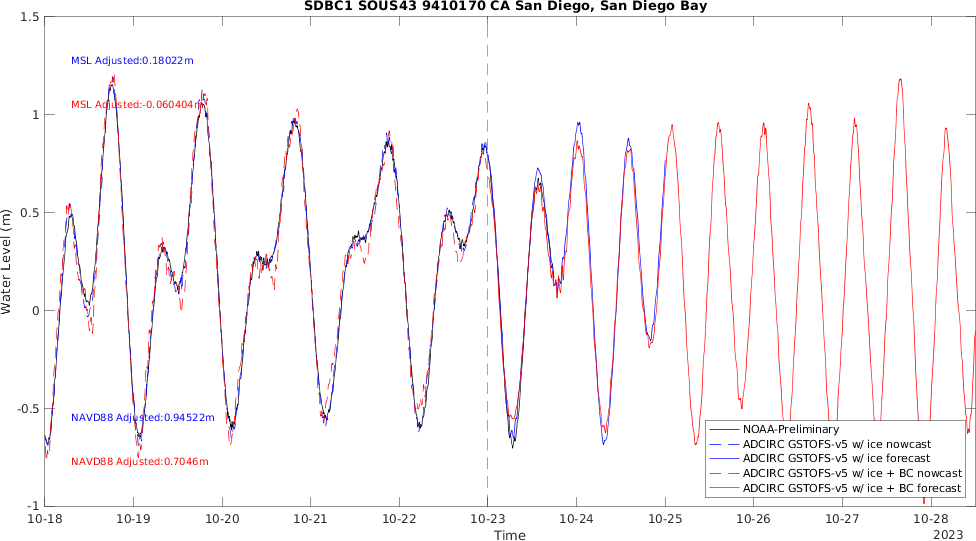 SDBC1 SOUS43 9410170 CA San Diego, San Diego Bay
1.5
MSL Adjusted:0.18022m
MSL Adjusted:-0.060404m
1
0.5
Water Level (m)
0
-0.5
NAVD88 Adjusted:0.94522m
NAVD88 Adjusted:0.7046m
NOAA-Preliminary
ADCIRC GSTOFS-v5 w/ ice nowcast
ADCIRC GSTOFS-v5 w/ ice forecast
ADCIRC GSTOFS-v5 w/ ice + BC nowcast
ADCIRC GSTOFS-v5 w/ ice + BC forecast
-1
10-18 10-19 10-20 10-21 10-22 10-23 10-24 10-25 10-26 10-27 10-28
Time
2023